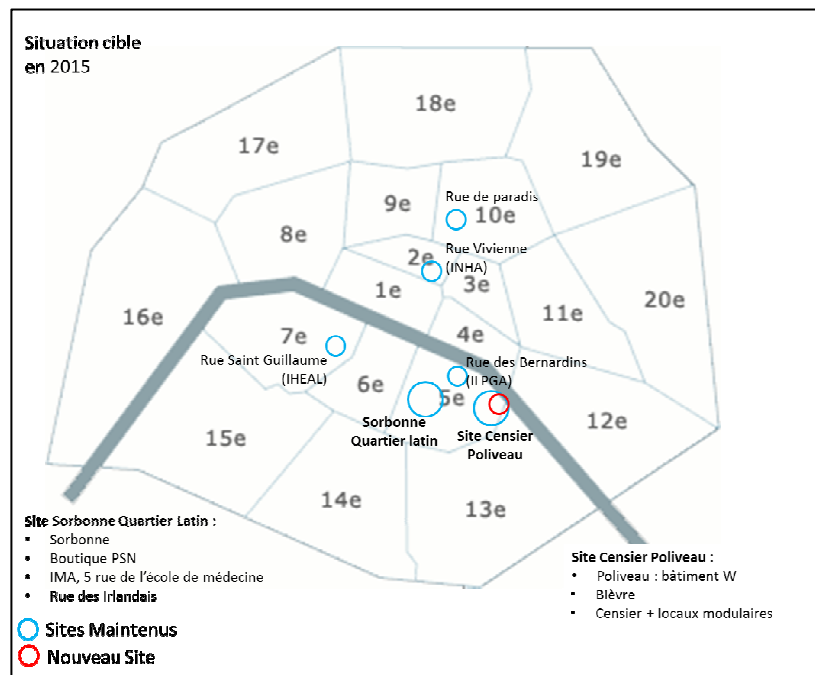 Situation cible
en 2015
18e
17e
19e
Rue de paradis
9e
10e
8e
Rue Vivienne
2e
(INHA)
3e
1e
20e
11e
16e
7e
4e
Rue Saint Guillaume
(IHEAL)
Rue des Bernardins
(ILPGA)
6e
5e
Sorbonne
Quartier latin
Site Censier
Poliveau
12e
15e
14e
13e
Site Sorbonne Quartier Latin :
▪ Sorbonne
▪ Boutique PSN
▪ IMA, 5 rue de l'école de médecine
▪ Rue des Irlandais
Site Censier Poliveau :
• Poliveau : bâtiment W
• Bièvre
• Censier + locaux modulaires
Sites Maintenus
Nouveau Site